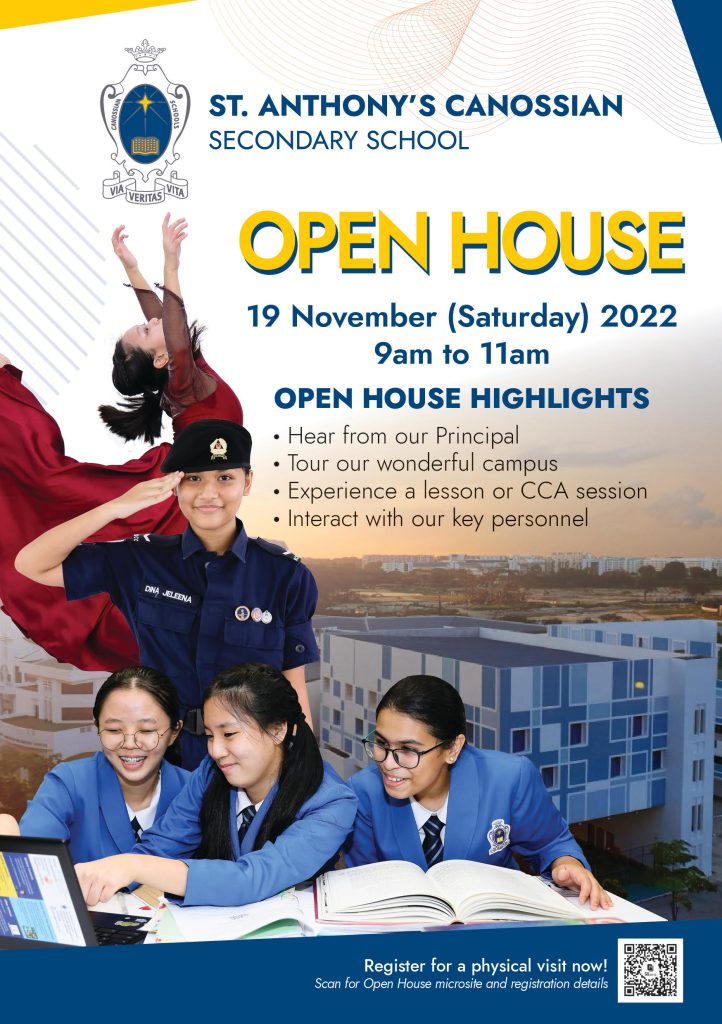 CANOSSIAN SCHOOLS
VIA VERITAS VITA
ST. ANTHONY'S CANOSSIAN
SECONDARY SCHOOL
OPEN HOUSE
19 November (Saturday) 2022
9am to 11am
OPEN HOUSE HIGHLIGHTS
• Hear from our Principal
• Tour our wonderful campus
• Experience a lesson or CCA session
• Interact with our key personnel
DINA JELEENA
Register for a physical visit now!
Scan for Open House microsite and registration details